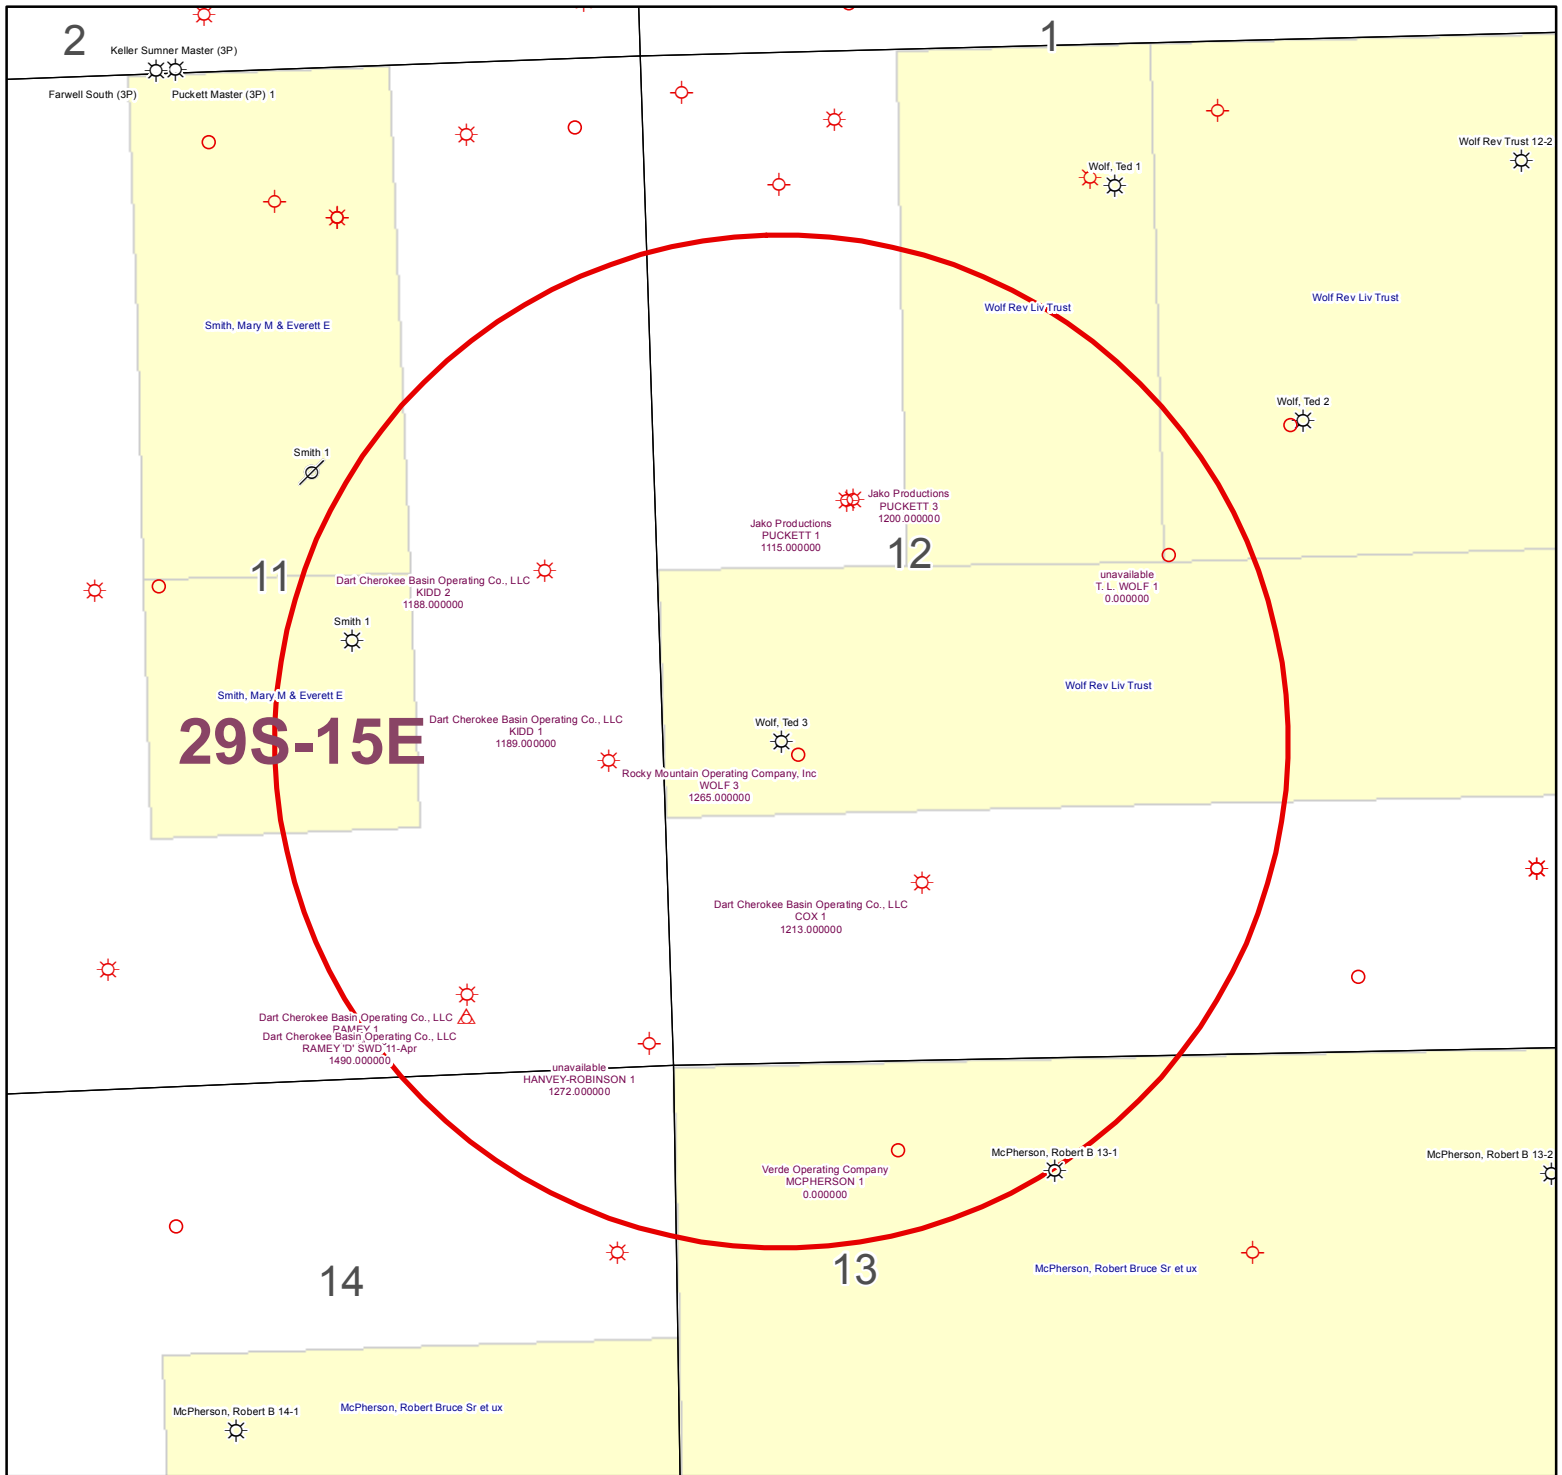 2
1
Keller Sumner Master (3P)
Farwell South (3P)
Puckett Master (3P) 1
Wolf Rev Trust 12-2
Wolf, Ted 1
Wolf Rev Liv Trust
Wolf Rev Liv Trust
Smith, Mary M & Everett E
Wolf, Ted 2
Smith 1
Jako Productions
PUCKETT 3
1200.000000
Jako Productions
PUCKETT 1
1115.000000
12
11
Dart Cherokee Basin Operating Co., LLC
KIDD 2
1188.000000
unavailable
T. L. WOLF 1
0.000000
Smith 1
Smith, Mary M & Everett E
Wolf Rev Liv Trust
29S-15E
Dart Cherokee Basin Operating Co., LLC
KIDD 1
1189.000000
Wolf, Ted 3
Rocky Mountain Operating Company, Inc
WOLF 3
1265.000000
Dart Cherokee Basin Operating Co., LLC
COX 1
1213.000000
Dart Cherokee Basin Operating Co., LLC
RAMEY 1
Dart Cherokee Basin Operating Co., LLC
RAMEY 'D' SWD 11-Apr
1490.000000
unavailable
HANVEY-ROBINSON 1
1272.000000
McPherson, Robert B 13-1
McPherson, Robert B 13-2
Verde Operating Company
MCPHERSON 1
0.000000
14
13
McPherson, Robert Bruce Sr et ux
McPherson, Robert B 14-1
McPherson, Robert Bruce Sr et ux